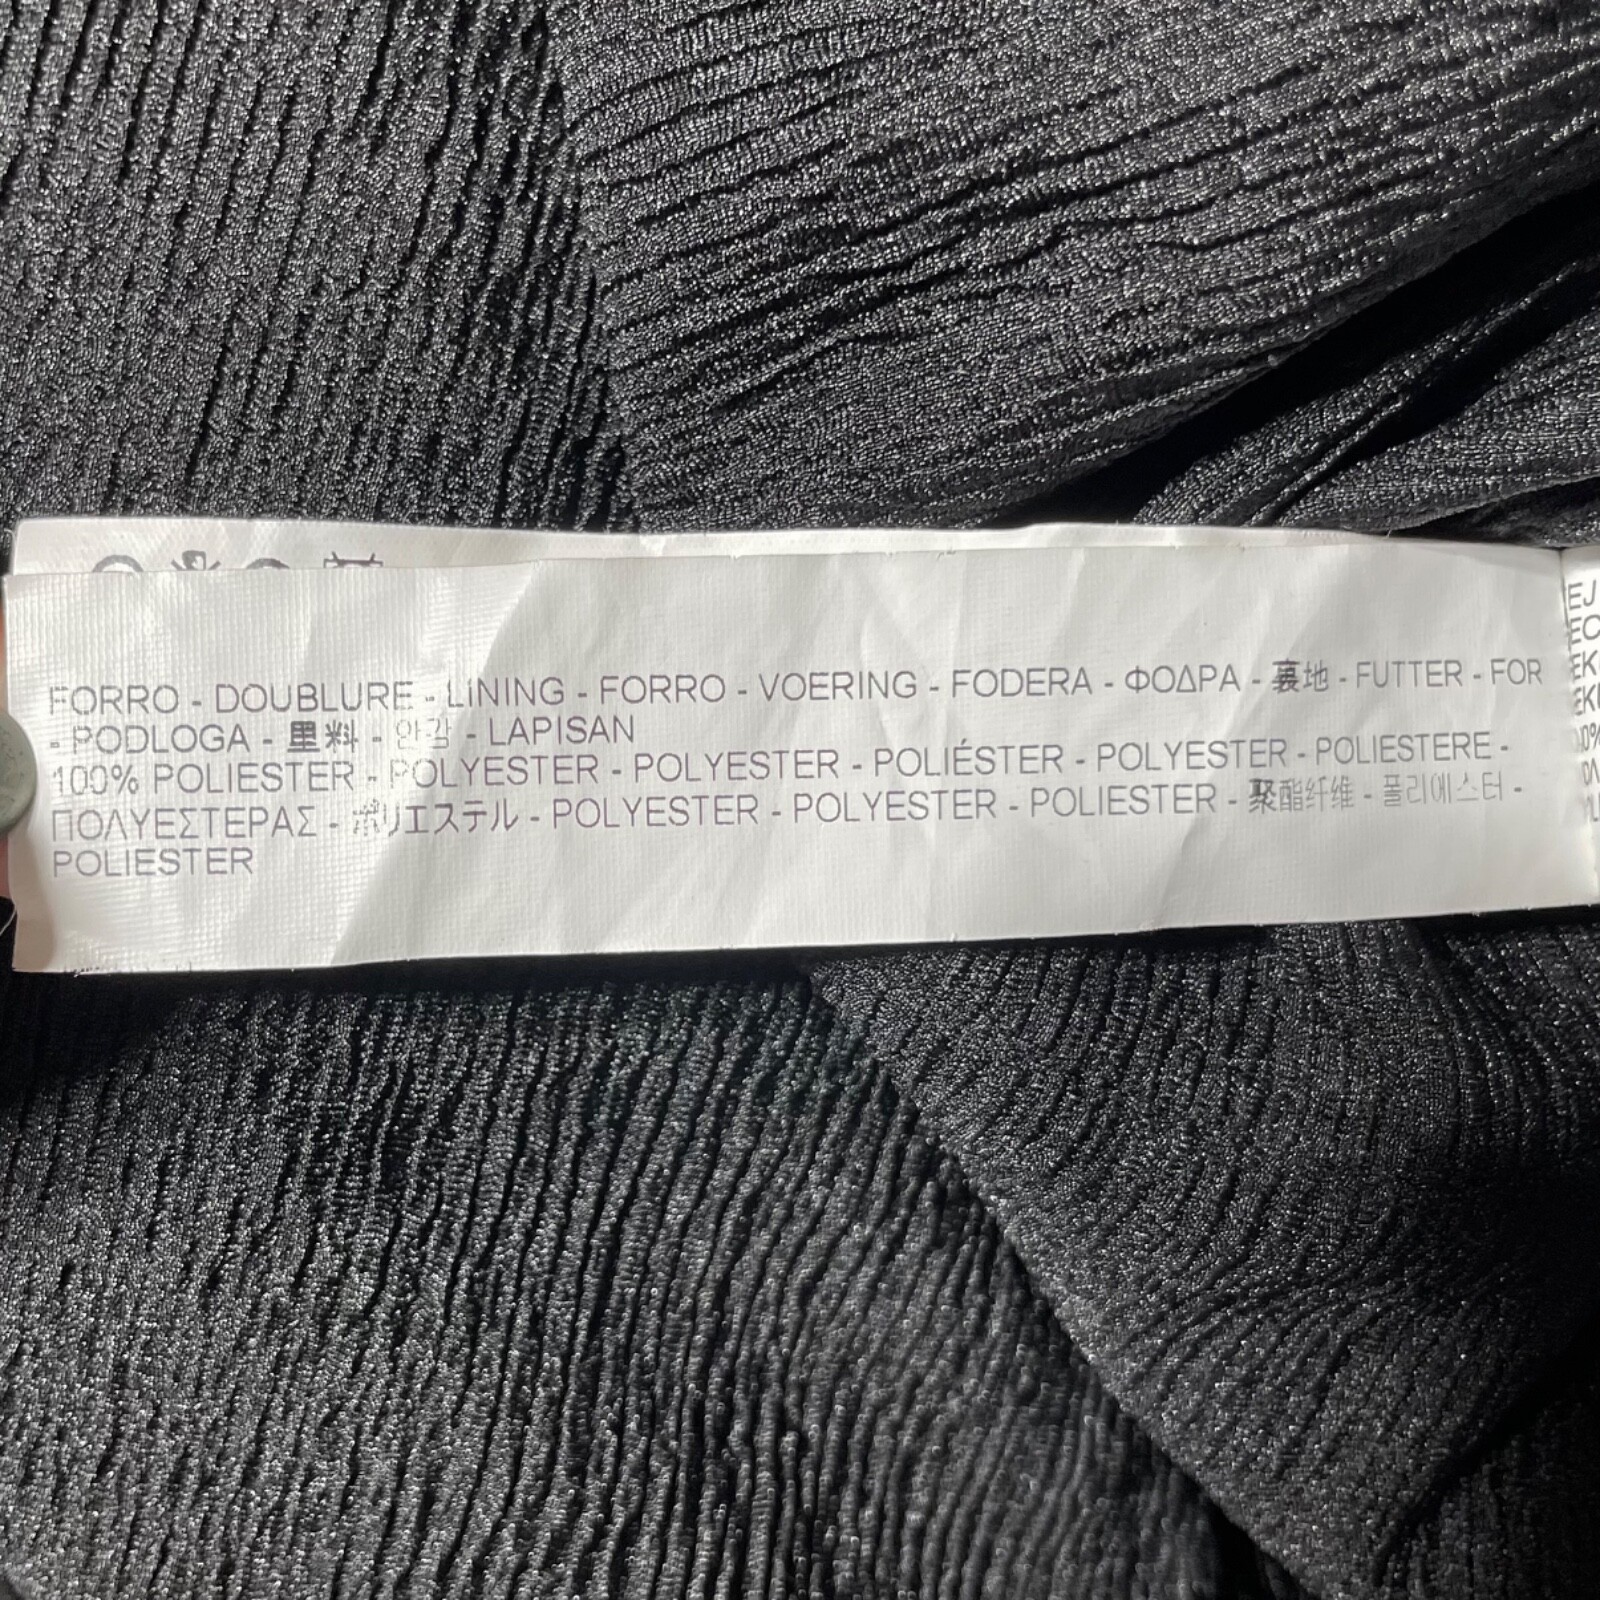 FORRO - DOUBLURE - LINING - FORRO - VOERING - FODERA - ΦΟΔΡΑ - 裏地 - FUTTER - FOR
- PODLOGA - 里料 - 안감 - LAPISAN
100% POLIESTER - POLYESTER - POLYESTER - POLIÉSTER - POLYESTER - POLIESTERE -
ΠΟΛΥΕΣΤΕΡΑΣ - ポリエステル - POLYESTER - POLYESTER - POLIESTER - 聚酯纤维 - 폴리에스터 -
POLIESTER